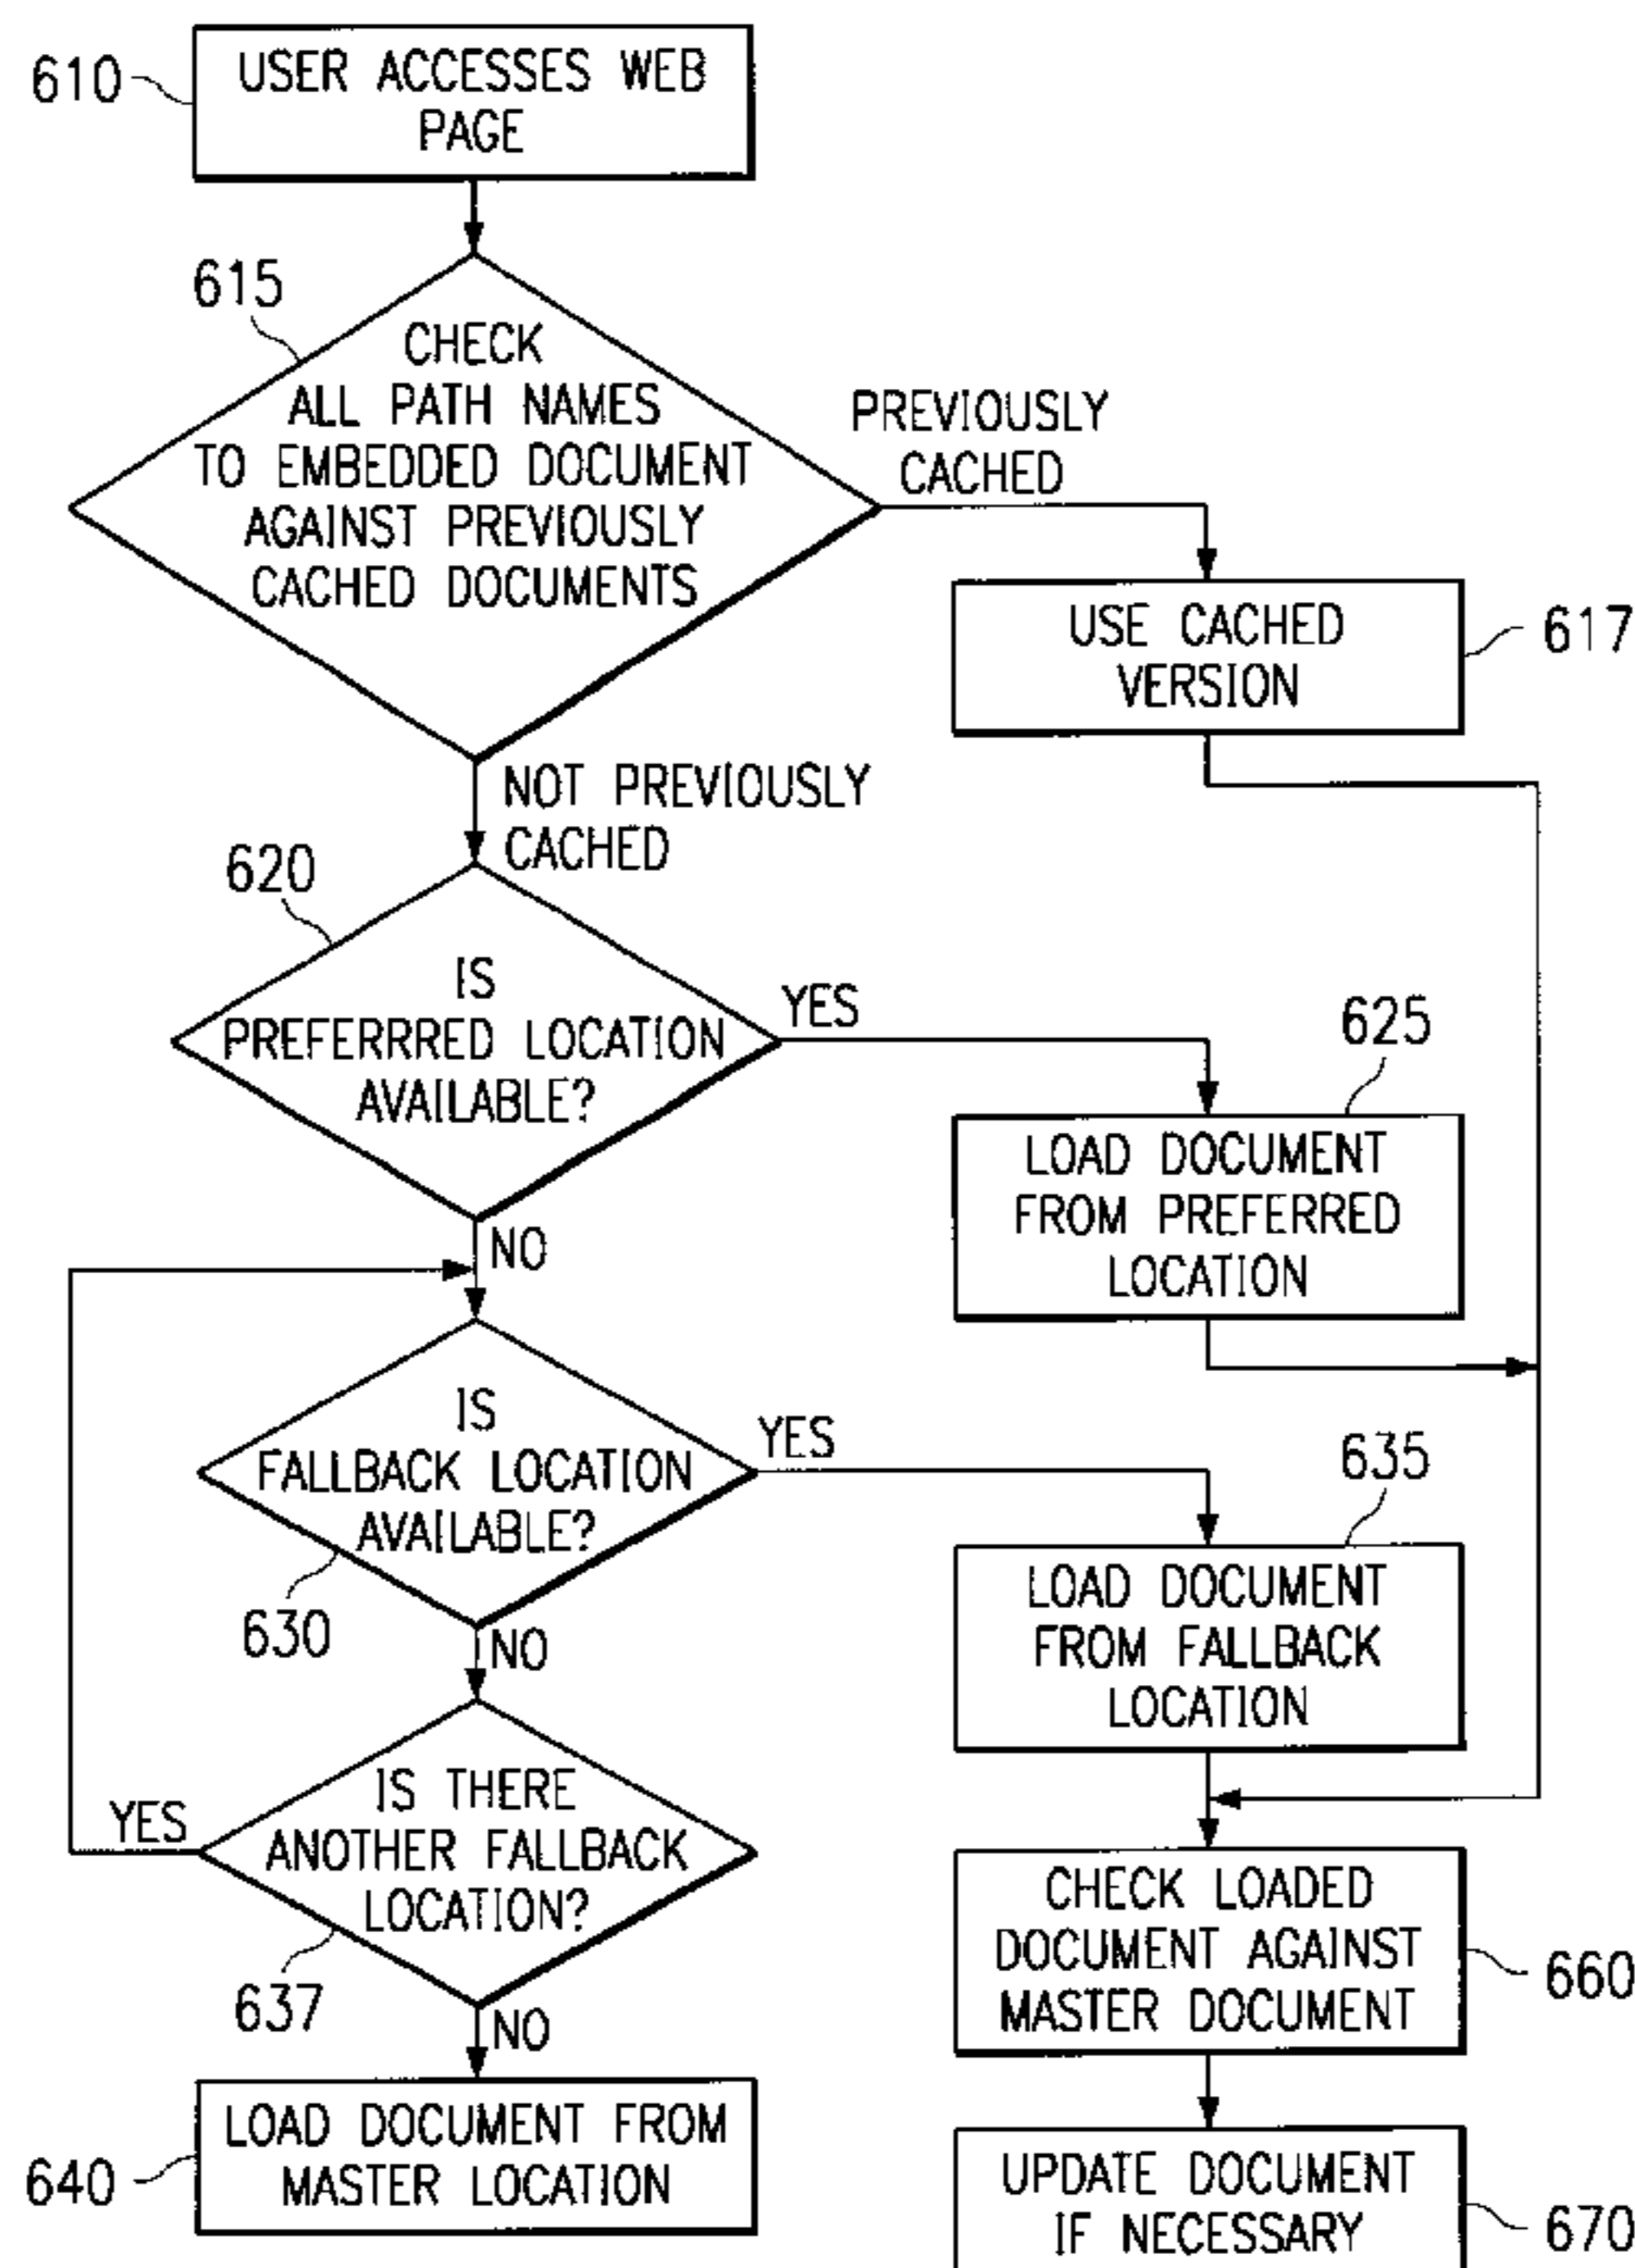 610
USER ACCESSES WEB
PAGE
615
CHECK
ALL PATH NAMES
TO EMBEDDED DOCUMENT
AGAINST PREVIOUSLY
CACHED DOCUMENTS
PREVIOUSLY
CACHED
USE CACHED
VERSION
617
NOT PREVIOUSLY
CACHED
620
IS
PREFERRRED LOCATION
AVAILABLE?
YES
625
LOAD DOCUMENT
FROM PREFERRED
LOCATION
NO
IS
FALLBACK LOCATION
AVAILABLE?
YES
630
635
LOAD DOCUMENT
FROM FALLBACK
LOCATION
NO
IS THERE
ANOTHER FALLBACK
LOCATION?
YES
637
CHECK LOADED
DOCUMENT AGAINST
MASTER DOCUMENT
660
NO
LOAD DOCUMENT FROM
MASTER LOCATION
640
UPDATE DOCUMENT
IF NECESSARY
670